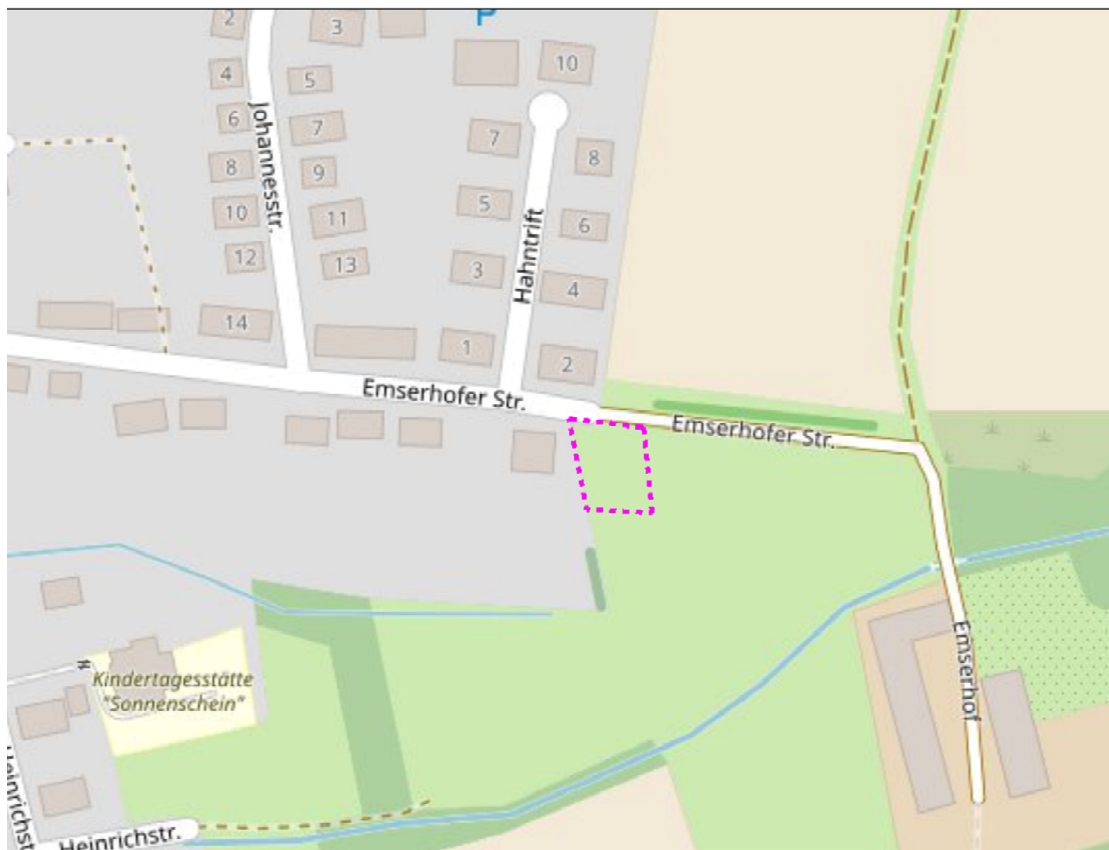 P
2
3
10
4
5
6
7
8
9
10
11
12
13
14
Johannesstr.
7
8
5
6
3
4
1
2
Hahntrift
Emserhofer Str.
Emserhofer Str.
Emserhof
Kindertagesstätte
"Sonnenschein"
Heinrichst
Heinrichstr.